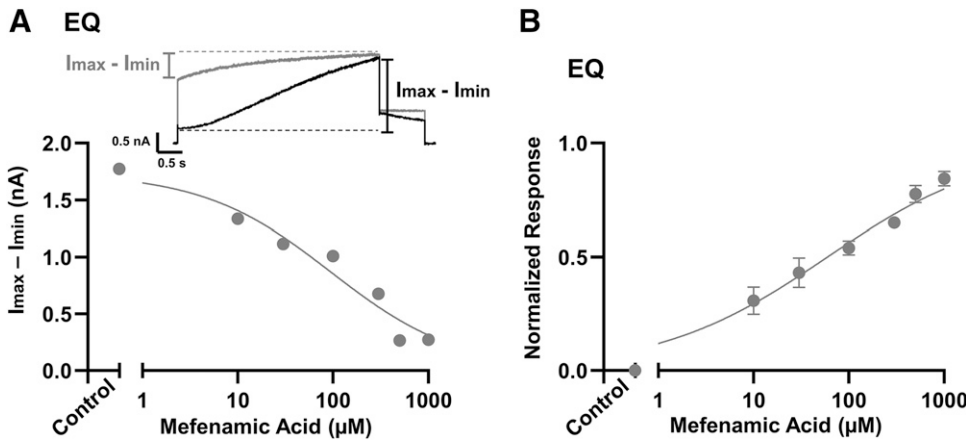 A EQ
Imax - Imin
Imax - Imin
0.5 nA
0.5 s
Imax – Imin (nA)
2.0
1.5
1.0
0.5
0.0
Control
1 10 100 1000
Mefenamic Acid (µM)
B
EQ
Normalized Response
1.0
0.5
0.0
Control
1 10 100 1000
Mefenamic Acid (µM)